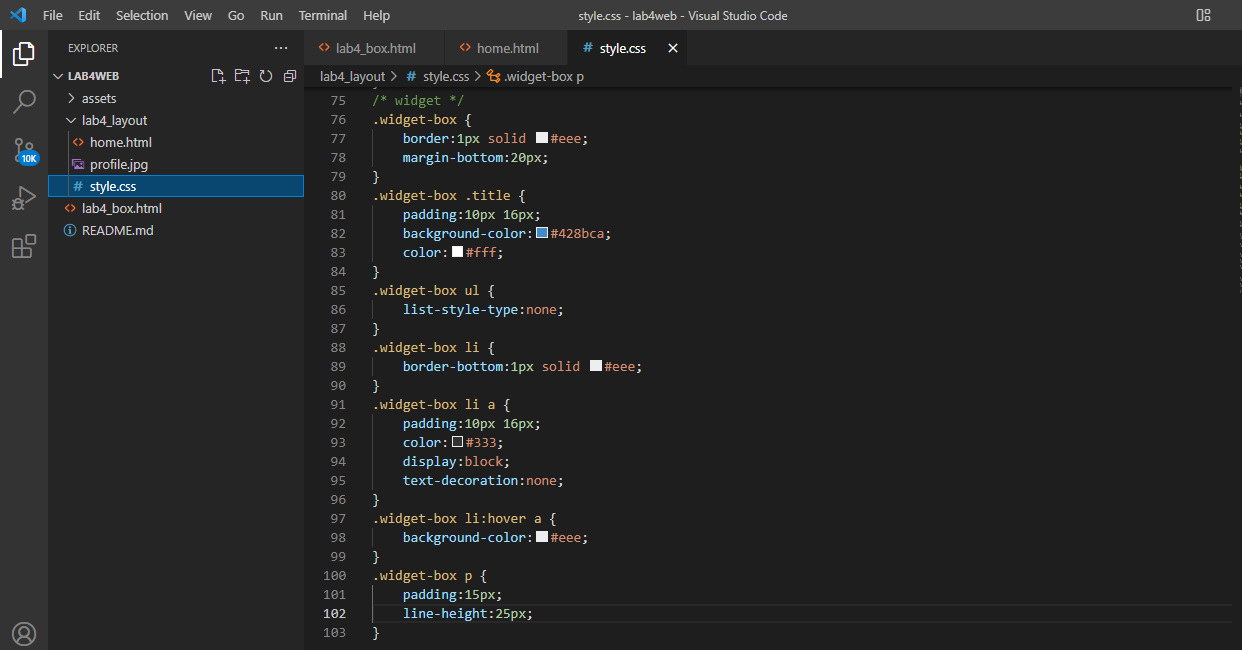 File Edit Selection View Go Run Terminal Help style.css - lab4web - Visual Studio Code
EXPLORER ···
LAB4WEB
assets
lab4_layout
home.html
profile.jpg
style.css
lab4_box.html
README.md
10K
lab4_box.html home.html # style.css
lab4_layout > # style.css > .widget-box p
75 /* widget */
76 .widget-box {
77 border:1px solid #eee;
78 margin-bottom:20px;
79 }
80 .widget-box .title {
81 padding:10px 16px;
82 background-color:#428bca;
83 color:#fff;
84 }
85 .widget-box ul {
86 list-style-type:none;
87 }
88 .widget-box li {
89 border-bottom:1px solid #eee;
90 }
91 .widget-box li a {
92 padding:10px 16px;
93 color:#333;
94 display:block;
95 text-decoration:none;
96 }
97 .widget-box li:hover a {
98 background-color:#eee;
99 }
100 .widget-box p {
101 padding:15px;
102 line-height:25px;
103 }